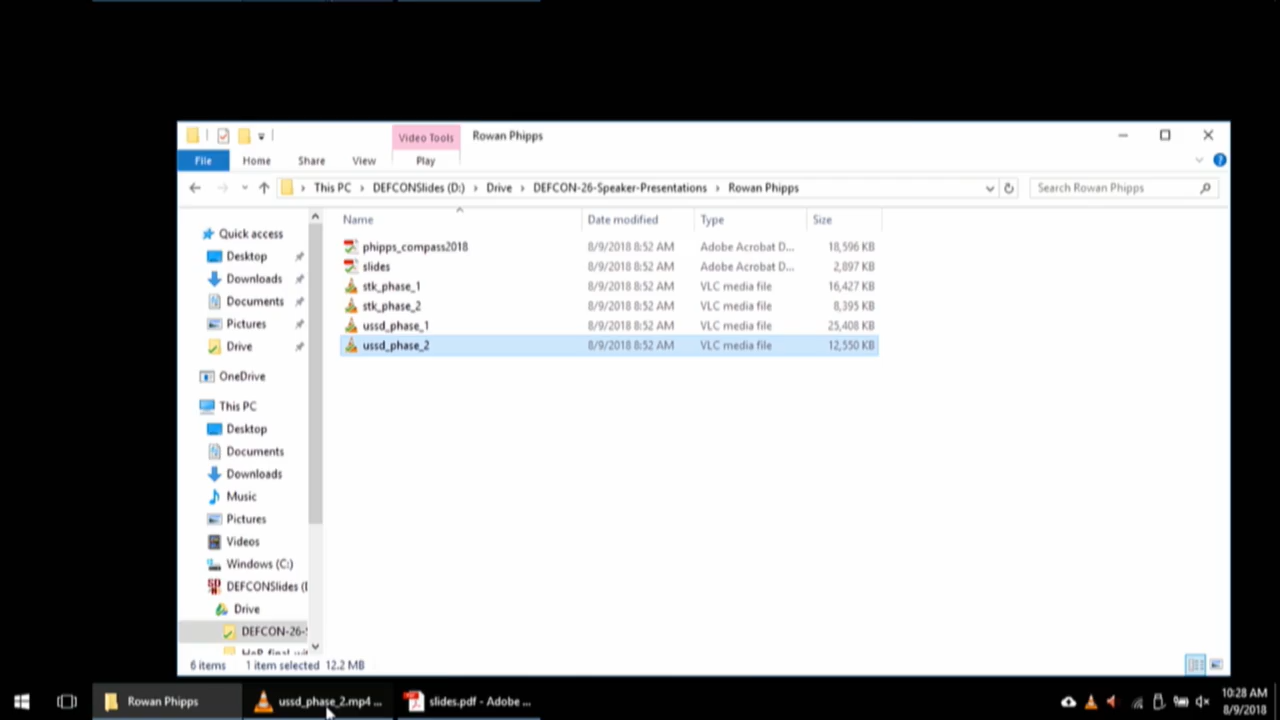 Video Tools Rowan Phipps
File Home Share View Play
This PC DEFCONSlides (D:) Drive DEFCON-26-Speaker-Presentations Rowan Phipps Search Rowan Phipps
Name Date modified Type Size
Quick access
Desktop
Downloads
Documents
Pictures
Drive
OneDrive
This PC
Desktop
Documents
Downloads
Music
Pictures
Videos
Windows (C:)
DEFCONSlides (I
Drive
DEFCON-26-S
phipps_compass2018 8/9/2018 8:52 AM Adobe Acrobat D... 18,596 KB
slides 8/9/2018 8:52 AM Adobe Acrobat D... 2,897 KB
stk_phase_1 8/9/2018 8:52 AM VLC media file 16,427 KB
stk_phase_2 8/9/2018 8:52 AM VLC media file 8,395 KB
ussd_phase_1 8/9/2018 8:52 AM VLC media file 25,408 KB
ussd_phase_2 8/9/2018 8:52 AM VLC media file 12,550 KB
6 items 1 item selected 12.2 MB
Rowan Phipps ussd_phase_2.mp4 ... slides.pdf - Adobe ... 10:28 AM
8/9/2018